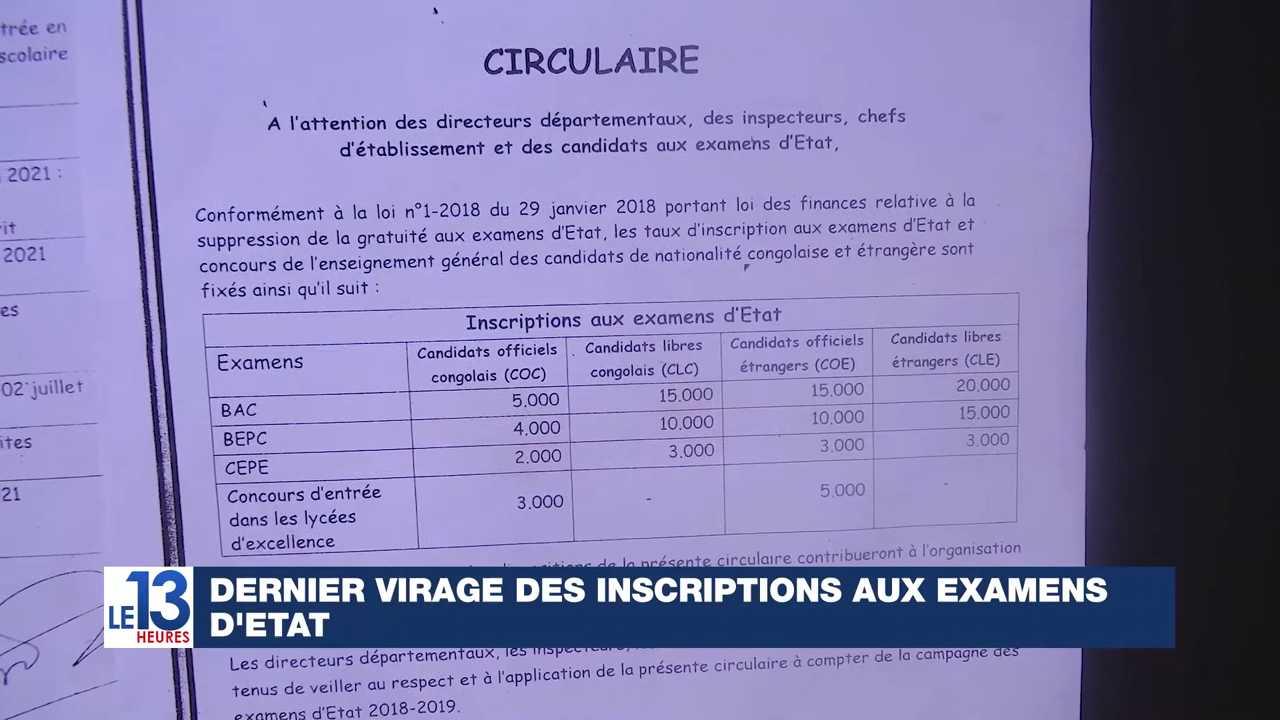 trée en
scolaire
2021 :
it
2021
es
02 juillet
ites
21
CIRCULAIRE
A l'attention des directeurs départementaux, des inspecteurs, chefs
d'établissement et des candidats aux examens d'Etat,
Conformément à la loi n°1-2018 du 29 janvier 2018 portant loi des finances relative à la
suppression de la gratuité aux examens d'Etat, les taux d'inscription aux examens d'Etat et
concours de l'enseignement général des candidats de nationalité congolaise et étrangère sont
fixés ainsi qu'il suit :
Inscriptions aux examens d'Etat
Examens
Candidats officiels
congolais (COC)
Candidats libres
congolais (CLC)
Candidats officiels
étrangers (COE)
Candidats libres
étrangers (CLE)
BAC 5.000 15.000 15.000 20.000
BEPC 4.000 10.000 10.000 15.000
CEPE 2.000 3.000 3.000 3.000
Concours d'entrée
dans les lycées
d'excellence
3.000 - 5.000 -
de la présente circulaire contribueront à l'organisation
LE 13
HEURES
DERNIER VIRAGE DES INSCRIPTIONS AUX EXAMENS
D'ETAT
Les directeurs départementaux, les inspecteurs,
tenus de veiller au respect et à l'application de la présente circulaire à compter de la campagne des
examens d'Etat 2018-2019.